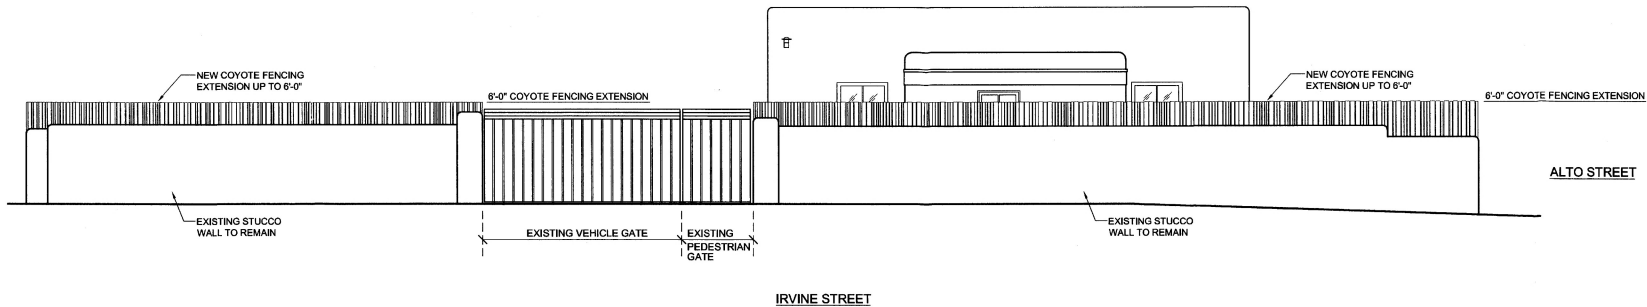 NEW COYOTE FENCING
EXTENSION UP TO 6'-0"
6'-0" COYOTE FENCING EXTENSION
NEW COYOTE FENCING
EXTENSION UP TO 6'-0"
6'-0" COYOTE FENCING EXTENSION
ALTO STREET
EXISTING STUCCO
WALL TO REMAIN
EXISTING VEHICLE GATE
EXISTING
PEDESTRIAN
GATE
EXISTING STUCCO
WALL TO REMAIN
IRVINE STREET